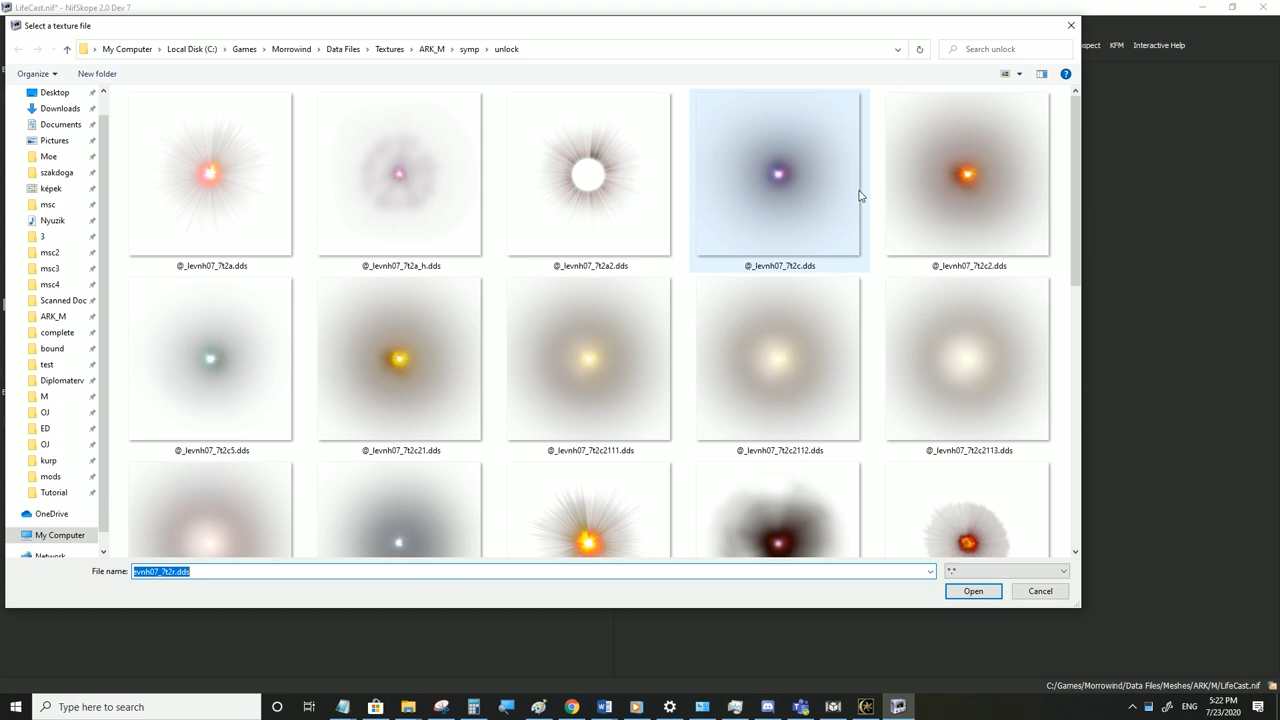 LifeCast.nif* - NifSkope 2.0 Dev 7
Select a texture file
My Computer > Local Disk (C:) > Games > Morrowind > Data Files > Textures > ARK_M > symp > unlock
Search unlock
spect KFM Interactive Help
Organize New folder
Desktop
Downloads
Documents
Pictures
Moe
szakdoga
képek
msc
Nyuzik
3
msc2
msc3
msc4
Scanned Doc
ARK_M
complete
bound
test
Diplomaterv
M
OJ
ED
OJ
kurp
mods
Tutorial
OneDrive
My Computer
Network
@_levnh07_7t2a.dds
@_levnh07_7t2a_h.dds
@_levnh07_7t2a2.dds
@_levnh07_7t2c.dds
@_levnh07_7t2c2.dds
@_levnh07_7t2c5.dds
@_levnh07_7t2c21.dds
@_levnh07_7t2c2111.dds
@_levnh07_7t2c2112.dds
@_levnh07_7t2c2113.dds
File name: evnh07_7t2r.dds
*.*
Open Cancel
C:/Games/Morrowind/Data Files/Meshes/ARK/M/LifeCast.nif
Type here to search
ENG
5:22 PM
7/23/2020